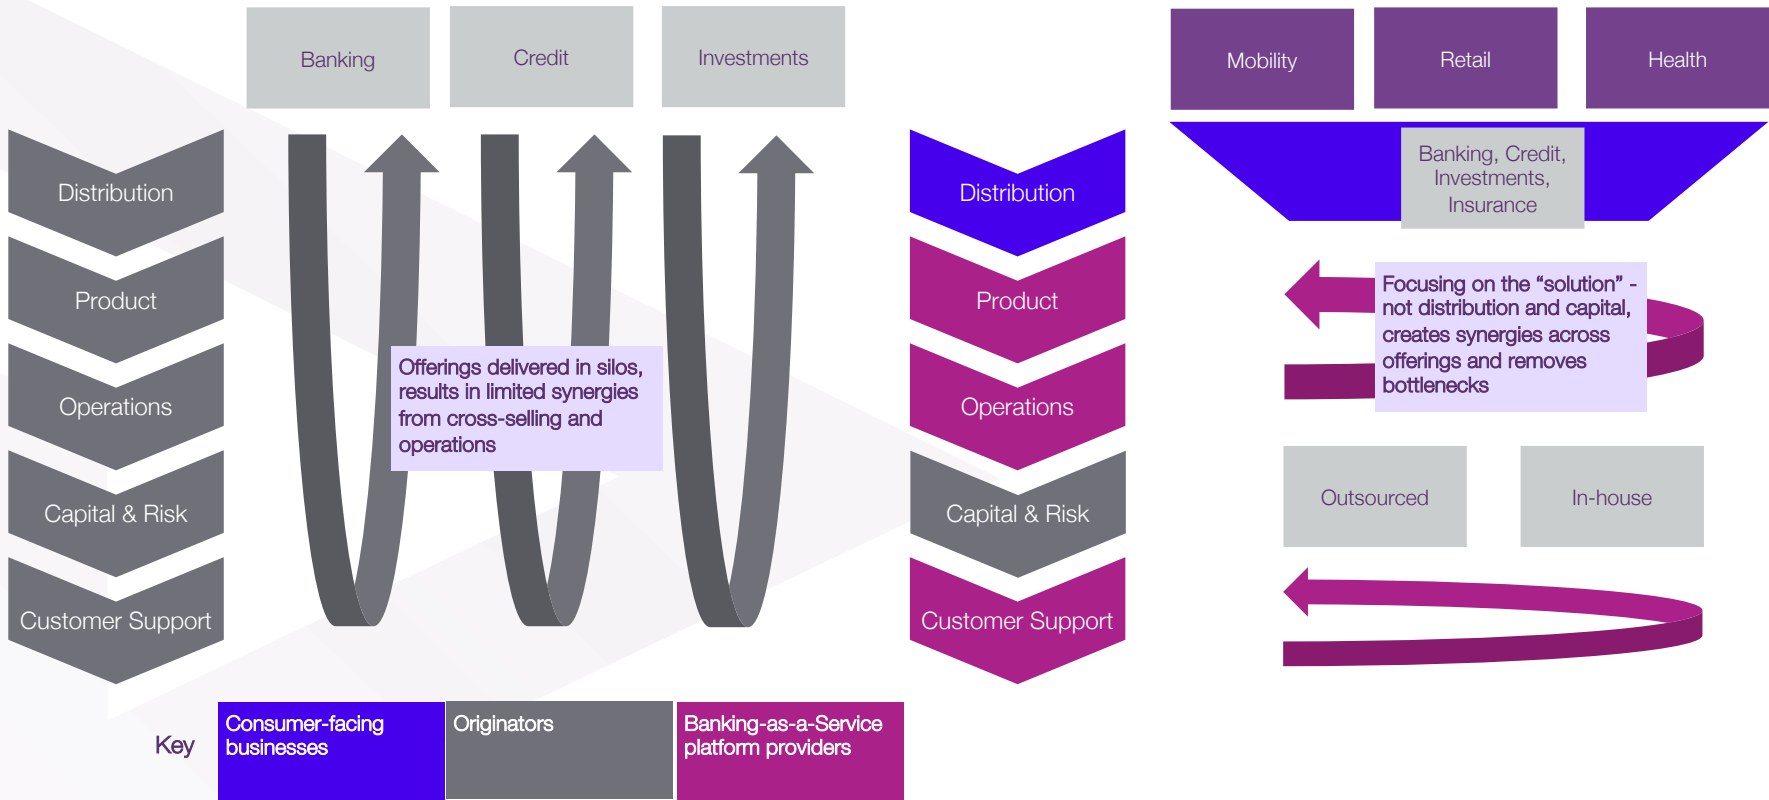 Banking
Credit
Investments
Distribution
Product
Operations
Capital & Risk
Customer Support
Offerings delivered in silos,
results in limited synergies
from cross-selling and
operations
Mobility
Retail
Health
Distribution
Product
Operations
Capital & Risk
Customer Support
Banking, Credit,
Investments,
Insurance
Focusing on the “solution” -
not distribution and capital,
creates synergies across
offerings and removes
bottlenecks
Outsourced
In-house
Key
Consumer-facing
businesses
Originators
Banking-as-a-Service
platform providers